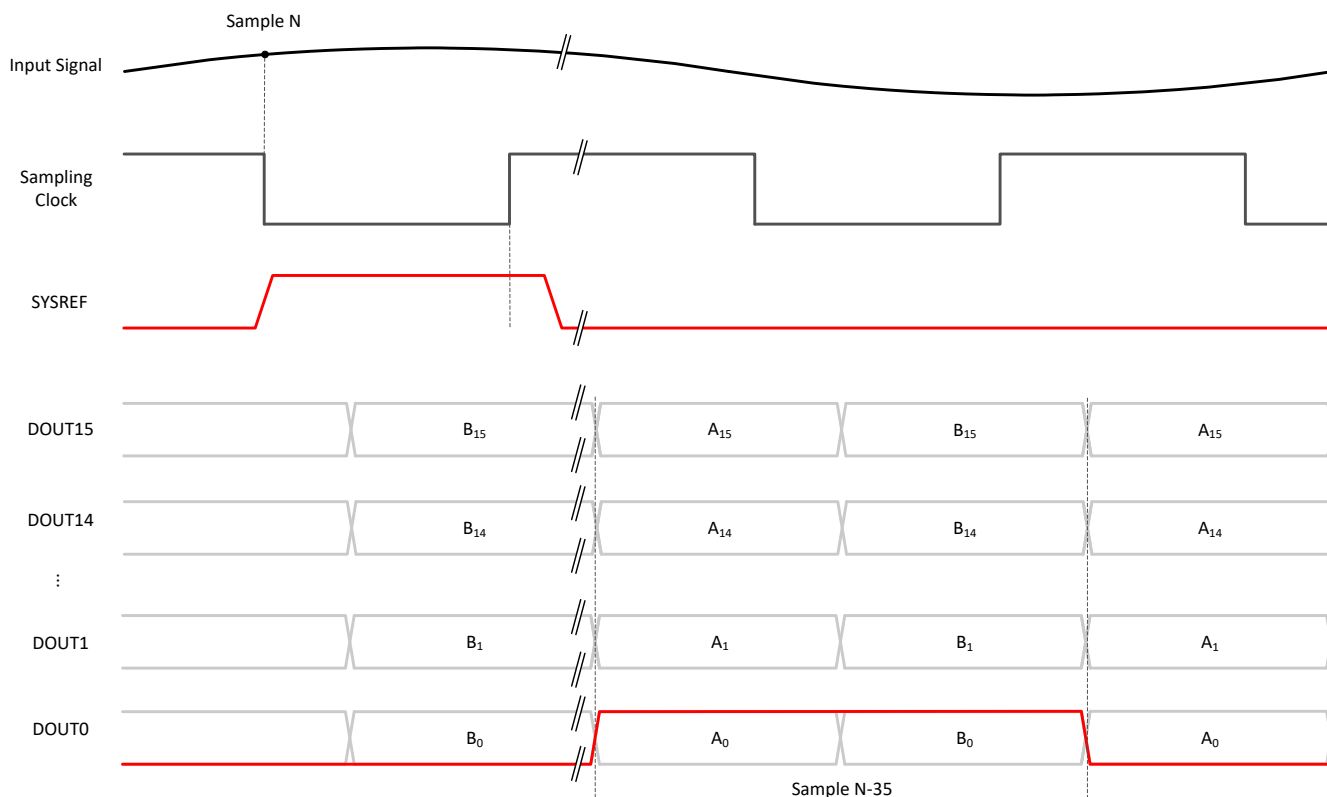 Sample N
Input Signal
Sampling
Clock
SYSREF
DOUT15 B15 A15 B15 A15
DOUT14 B14 A14 B14 A14
...
DOUT1 B1 A1 B1 A1
DOUT0 B0 A0 B0 A0
Sample N-35